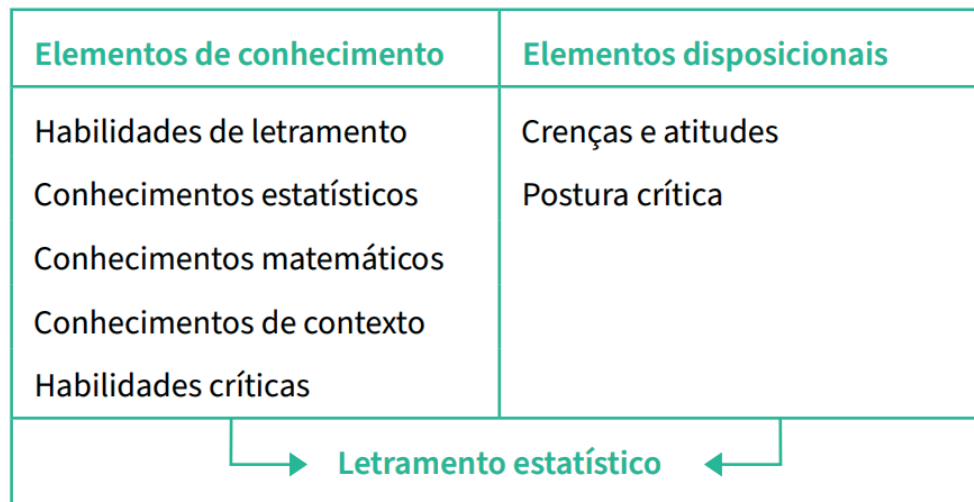 Elementos de conhecimento
Elementos disposicionais
Habilidades de letramento
Conhecimentos estatísticos
Conhecimentos matemáticos
Conhecimentos de contexto
Habilidades críticas
Crenças e atitudes
Postura crítica
Letramento estatístico